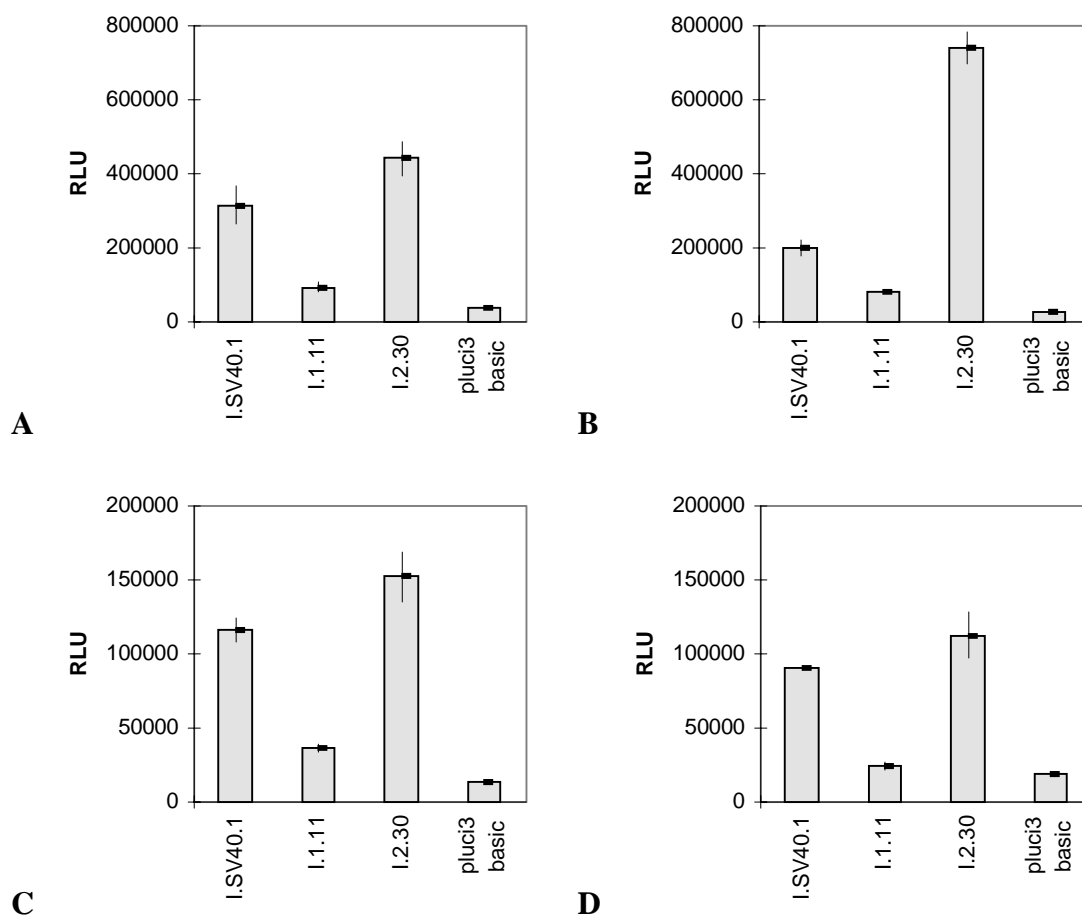 800000
600000
400000
200000
0
RLU
I.SV40.1
I.1.11
I.2.30
pluci3
basic
A
800000
600000
400000
200000
0
RLU
I.SV40.1
I.1.11
I.2.30
pluci3
basic
B
200000
150000
100000
50000
0
RLU
I.SV40.1
I.1.11
I.2.30
pluci3
basic
C
200000
150000
100000
50000
0
RLU
I.SV40.1
I.1.11
I.2.30
pluci3
basic
D